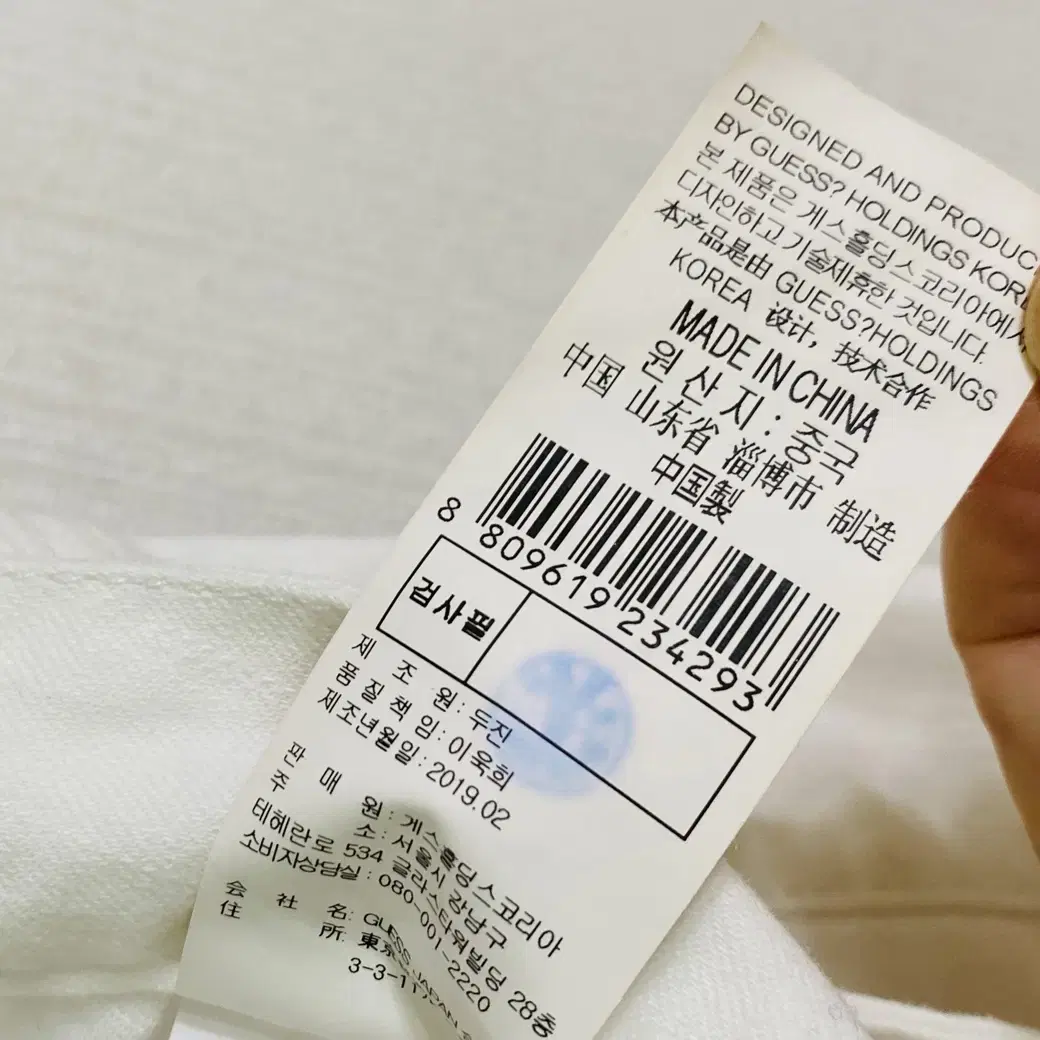 DESIGNED AND PRODUC
BY GUESS? HOLDINGS KORE
본 제품은 게스홀딩스코리아에서
디자인하고 기술제휴한 것입니다.
本产品是由 GUESS?HOLDINGS
KOREA 设计, 技术合作
MADE IN CHINA
원 산 지 : 중국
中国 山东省 淄博市 制造
中国製
8 809619 234293
검사필
제 조 원 : 두진
품 질 책 임 : 이욱희
제조년월일 : 2019.02
판 매 원 : 게스홀딩스코리아
주 소 : 서울시 강남구
테헤란로 534 글라스타워빌딩 28층
소비자상담실 : 080-001-2220
会 社 名: GUESS JAPAN
住 所: 東京
3-3-11